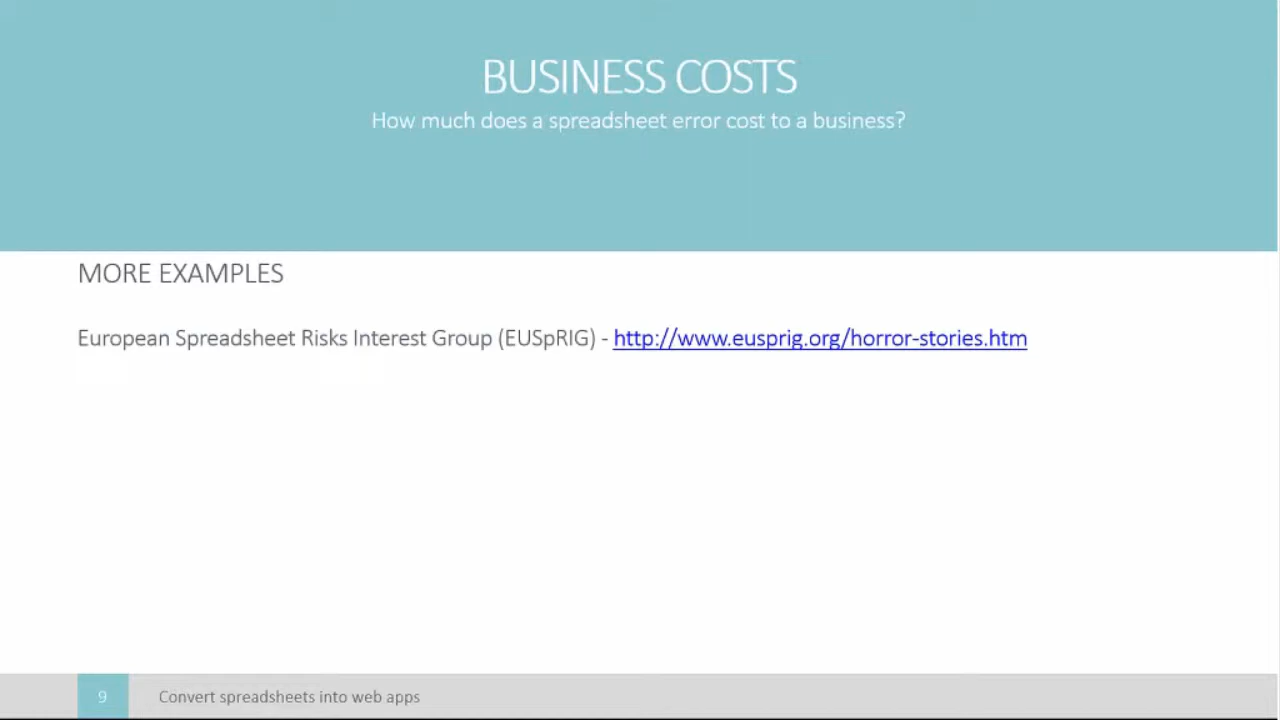 BUSINESS COSTS
How much does a spreadsheet error cost to a business?
MORE EXAMPLES
European Spreadsheet Risks Interest Group (EUSpRIG) - http://www.eusprig.org/horror-stories.htm
9 Convert spreadsheets into web apps